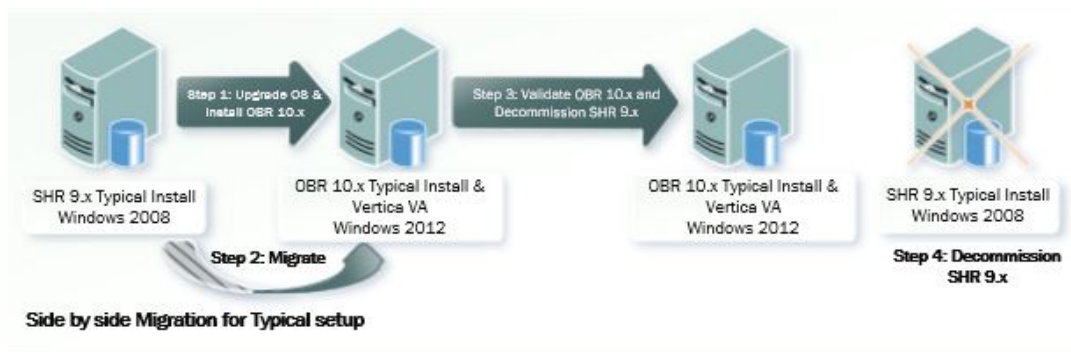 Step 1: Upgrade OS &
Install OBR 10.x
Step 3: Validate OBR 10.x and
Decommission SHR 9.x
SHR 9.x Typical Install
Windows 2008
OBR 10.x Typical Install &
Vertica VA
Windows 2012
OBR 10.x Typical Install &
Vertica VA
Windows 2012
SHR 9.x Typical Install
Windows 2008
Step 2: Migrate
Step 4: Decommission
SHR 9.x
Side by side Migration for Typical setup